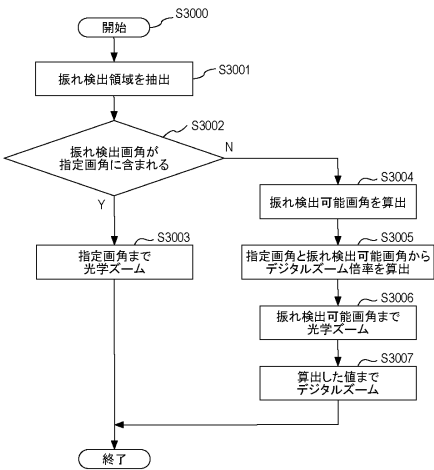 開始
S3000
振れ検出領域を抽出
S3001
振れ検出画角が
指定画角に含まれる
S3002
N
Y
指定画角まで
光学ズーム
S3003
振れ検出可能画角を算出
S3004
指定画角と振れ検出可能画角から
デジタルズーム倍率を算出
S3005
振れ検出可能画角まで
光学ズーム
S3006
算出した値まで
デジタルズーム
S3007
終了